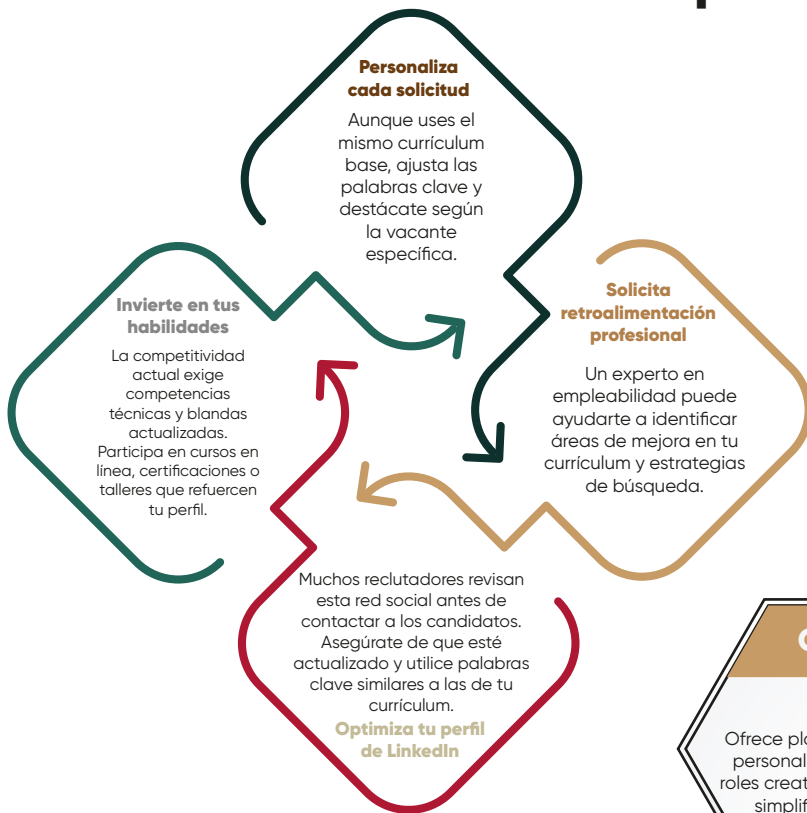 Personaliza
cada solicitud
Aunque uses el
mismo currículum
base, ajusta las
palabras clave y
destácate según
la vacante
específica.
Invierte en tus
habilidades
La competitividad
actual exige
competencias
técnicas y blandas
actualizadas.
Participa en cursos en
línea, certificaciones o
talleres que refuercen
tu perfil.
Solicita
retroalimentación
profesional
Un experto en
empleabilidad puede
ayudarte a identificar
áreas de mejora en tu
currículum y estrategias
de búsqueda.
Muchos reclutadores revisan
esta red social antes de
contactar a los candidatos.
Asegúrate de que esté
actualizado y utilice palabras
clave similares a las de tu
currículum.
Optimiza tu perfil
de LinkedIn
Ofrece
roles